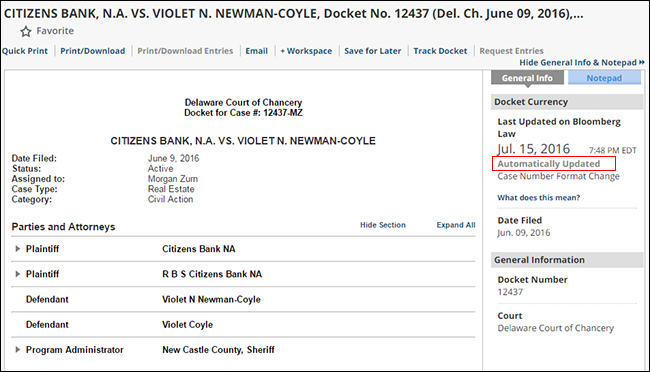 CITIZENS BANK, N.A. VS. VIOLET N. NEWMAN-COYLE, Docket No. 12437 (Del. Ch. June 09, 2016),...
Favorite
Quick Print Print/Download Print/Download Entries Email + Workspace Save for Later Track Docket Request Entries
Hide General Info & Notepad
General Info Notepad
Delaware Court of Chancery
Docket for Case #: 12437-MZ
CITIZENS BANK, N.A. VS. VIOLET N. NEWMAN-COYLE
Date Filed: June 9, 2016
Status: Active
Assigned to: Morgan Zurn
Case Type: Real Estate
Category: Civil Action
Parties and Attorneys Hide Section Expand All
Plaintiff Citizens Bank NA
Plaintiff R B S Citizens Bank NA
Defendant Violet N Newman-Coyle
Defendant Violet Coyle
Program Administrator New Castle County, Sheriff
Docket Currency
Last Updated on Bloomberg
Law
Jul. 15, 2016 7:48 PM EDT
Automatically Updated
Case Number Format Change
What does this mean?
Date Filed
Jun. 09, 2016
General Information
Docket Number
12437
Court
Delaware Court of Chancery